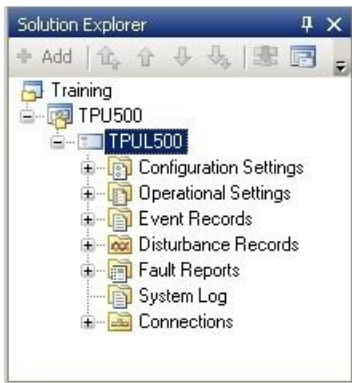 Solution Explorer
Add
Training
TPU500
TPUL500
Configuration Settings
Operational Settings
Event Records
Disturbance Records
Fault Reports
System Log
Connections